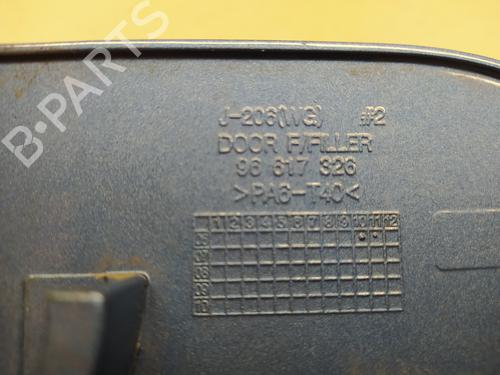 J-206(WG) #2
DOOR F/FILLER
96 617 326
>PA6-T40<
1 2 3 4 5 6 7 8 9 10 11 12
B-PARTS